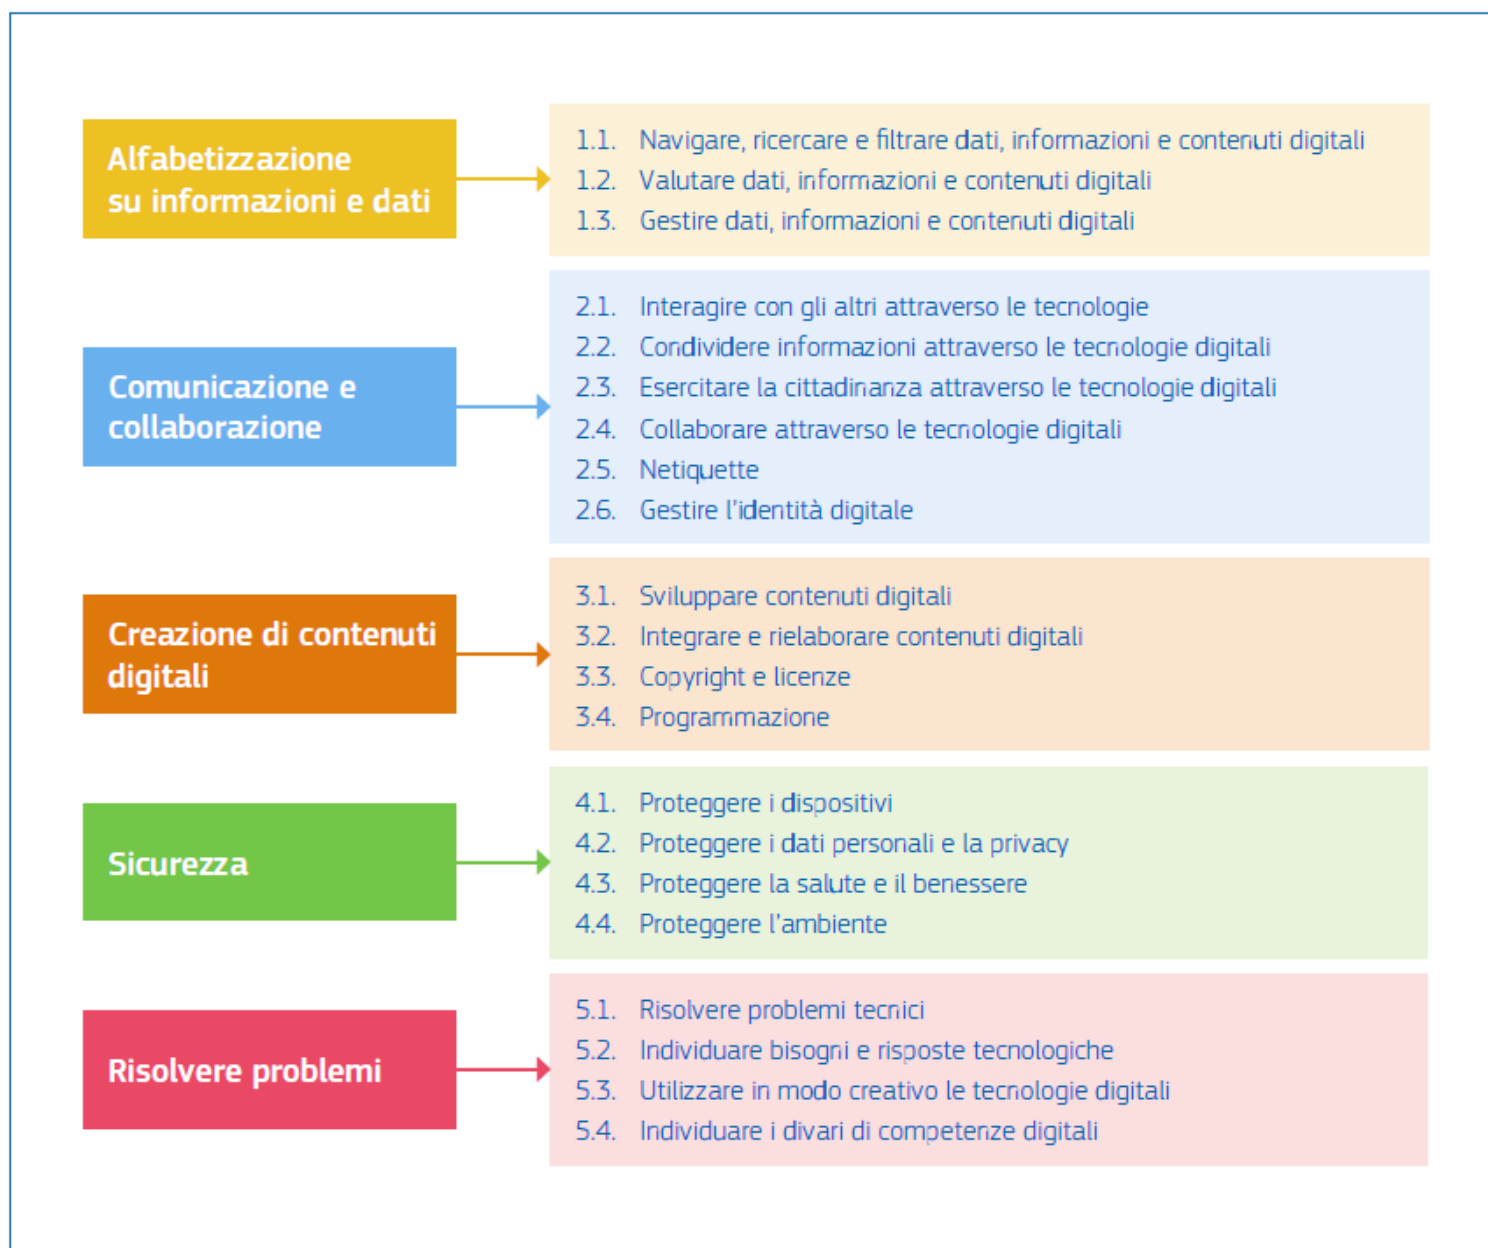 Alfabetizzazione
su informazioni e dati
1.1. Navigare, ricercare e filtrare dati, informazioni e contenuti digitali
1.2. Valutare dati, informazioni e contenuti digitali
1.3. Gestire dati, informazioni e contenuti digitali
Comunicazione e
collaborazione
2.1. Interagire con gli altri attraverso le tecnologie
2.2. Condividere informazioni attraverso le tecnologie digitali
2.3. Esercitare la cittadinanza attraverso le tecnologie digitali
2.4. Collaborare attraverso le tecnologie digitali
2.5. Netiquette
2.6. Gestire l'identità digitale
Creazione di contenuti
digitali
3.1. Sviluppare contenuti digitali
3.2. Integrare e rielaborare contenuti digitali
3.3. Copyright e licenze
3.4. Programmazione
Sicurezza
4.1. Proteggere i dispositivi
4.2. Proteggere i dati personali e la privacy
4.3. Proteggere la salute e il benessere
4.4. Proteggere l'ambiente
Risolvere problemi
5.1. Risolvere problemi tecnici
5.2. Individuare bisogni e risposte tecnologiche
5.3. Utilizzare in modo creativo le tecnologie digitali
5.4. Individuare i divari di competenze digitali